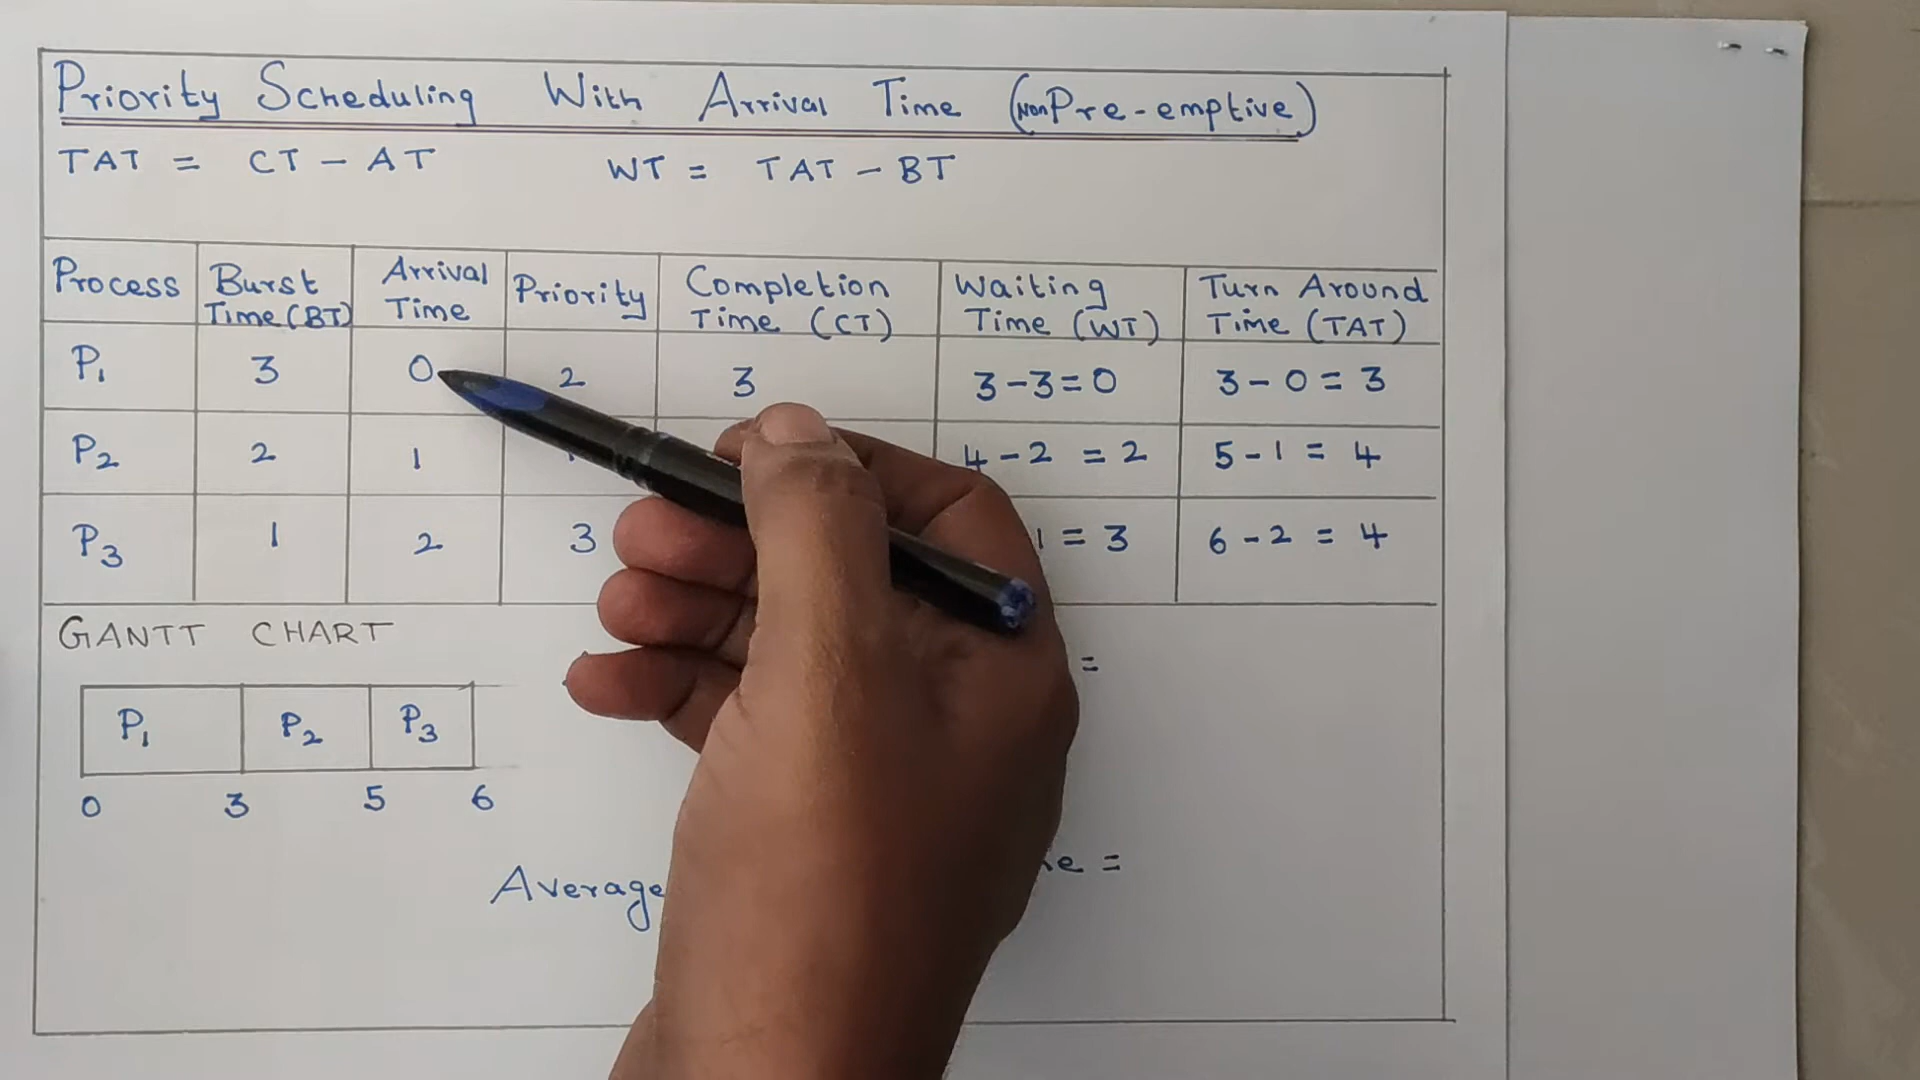 Priority Scheduling With Arrival Time (Non Pre-emptive)
TAT = CT - AT WT = TAT - BT
Process Burst Time (BT) Arrival Time Priority Completion Time (CT) Waiting Time (WT) Turn Around Time (TAT)
P1 3 0 2 3 3-3=0 3-0=3
P2 2 1 4-2=2 5-1=4
P3 1 2 3 1=3 6-2=4
GANTT CHART
=
P1 P2 P3
0 3 5 6
Average =